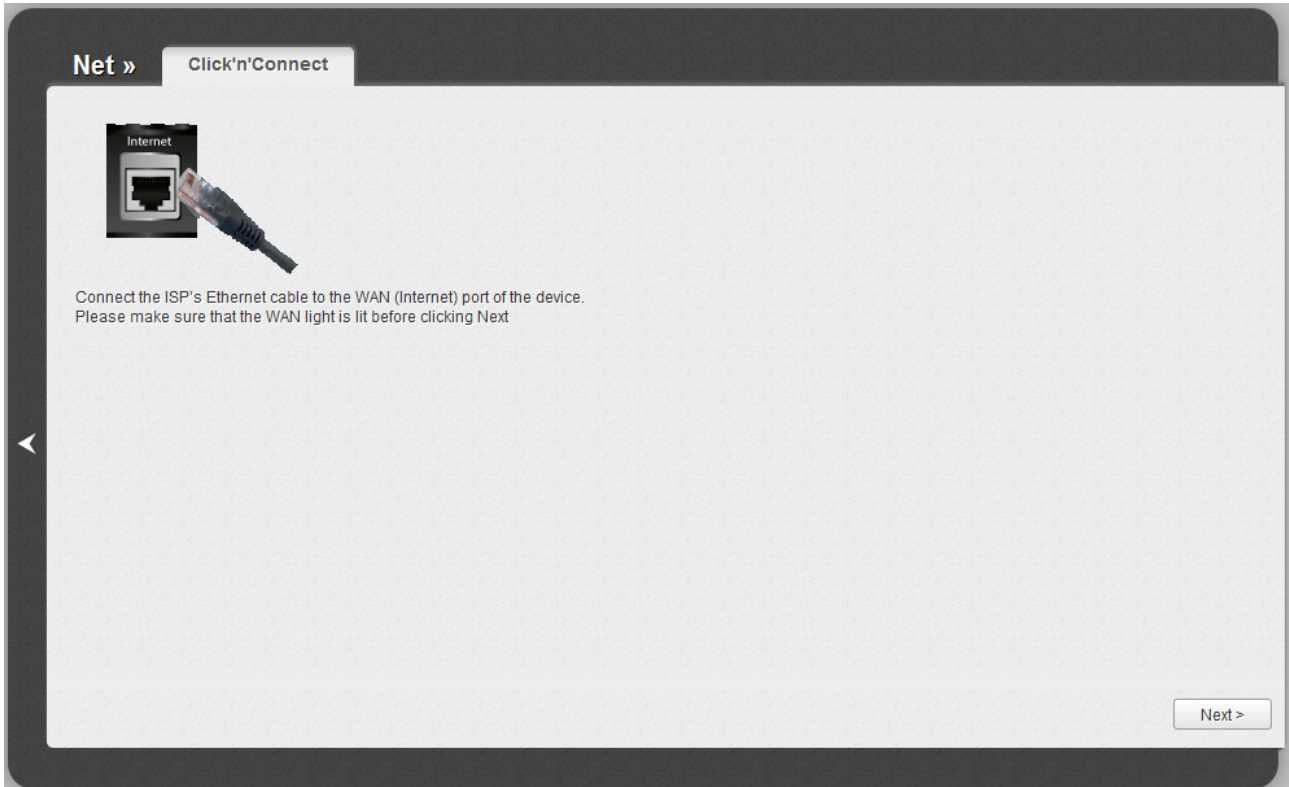 Net »
Click'n'Connect
Internet
Connect the ISP's Ethernet cable to the WAN (Internet) port of the device.
Please make sure that the WAN light is lit before clicking Next
Next >